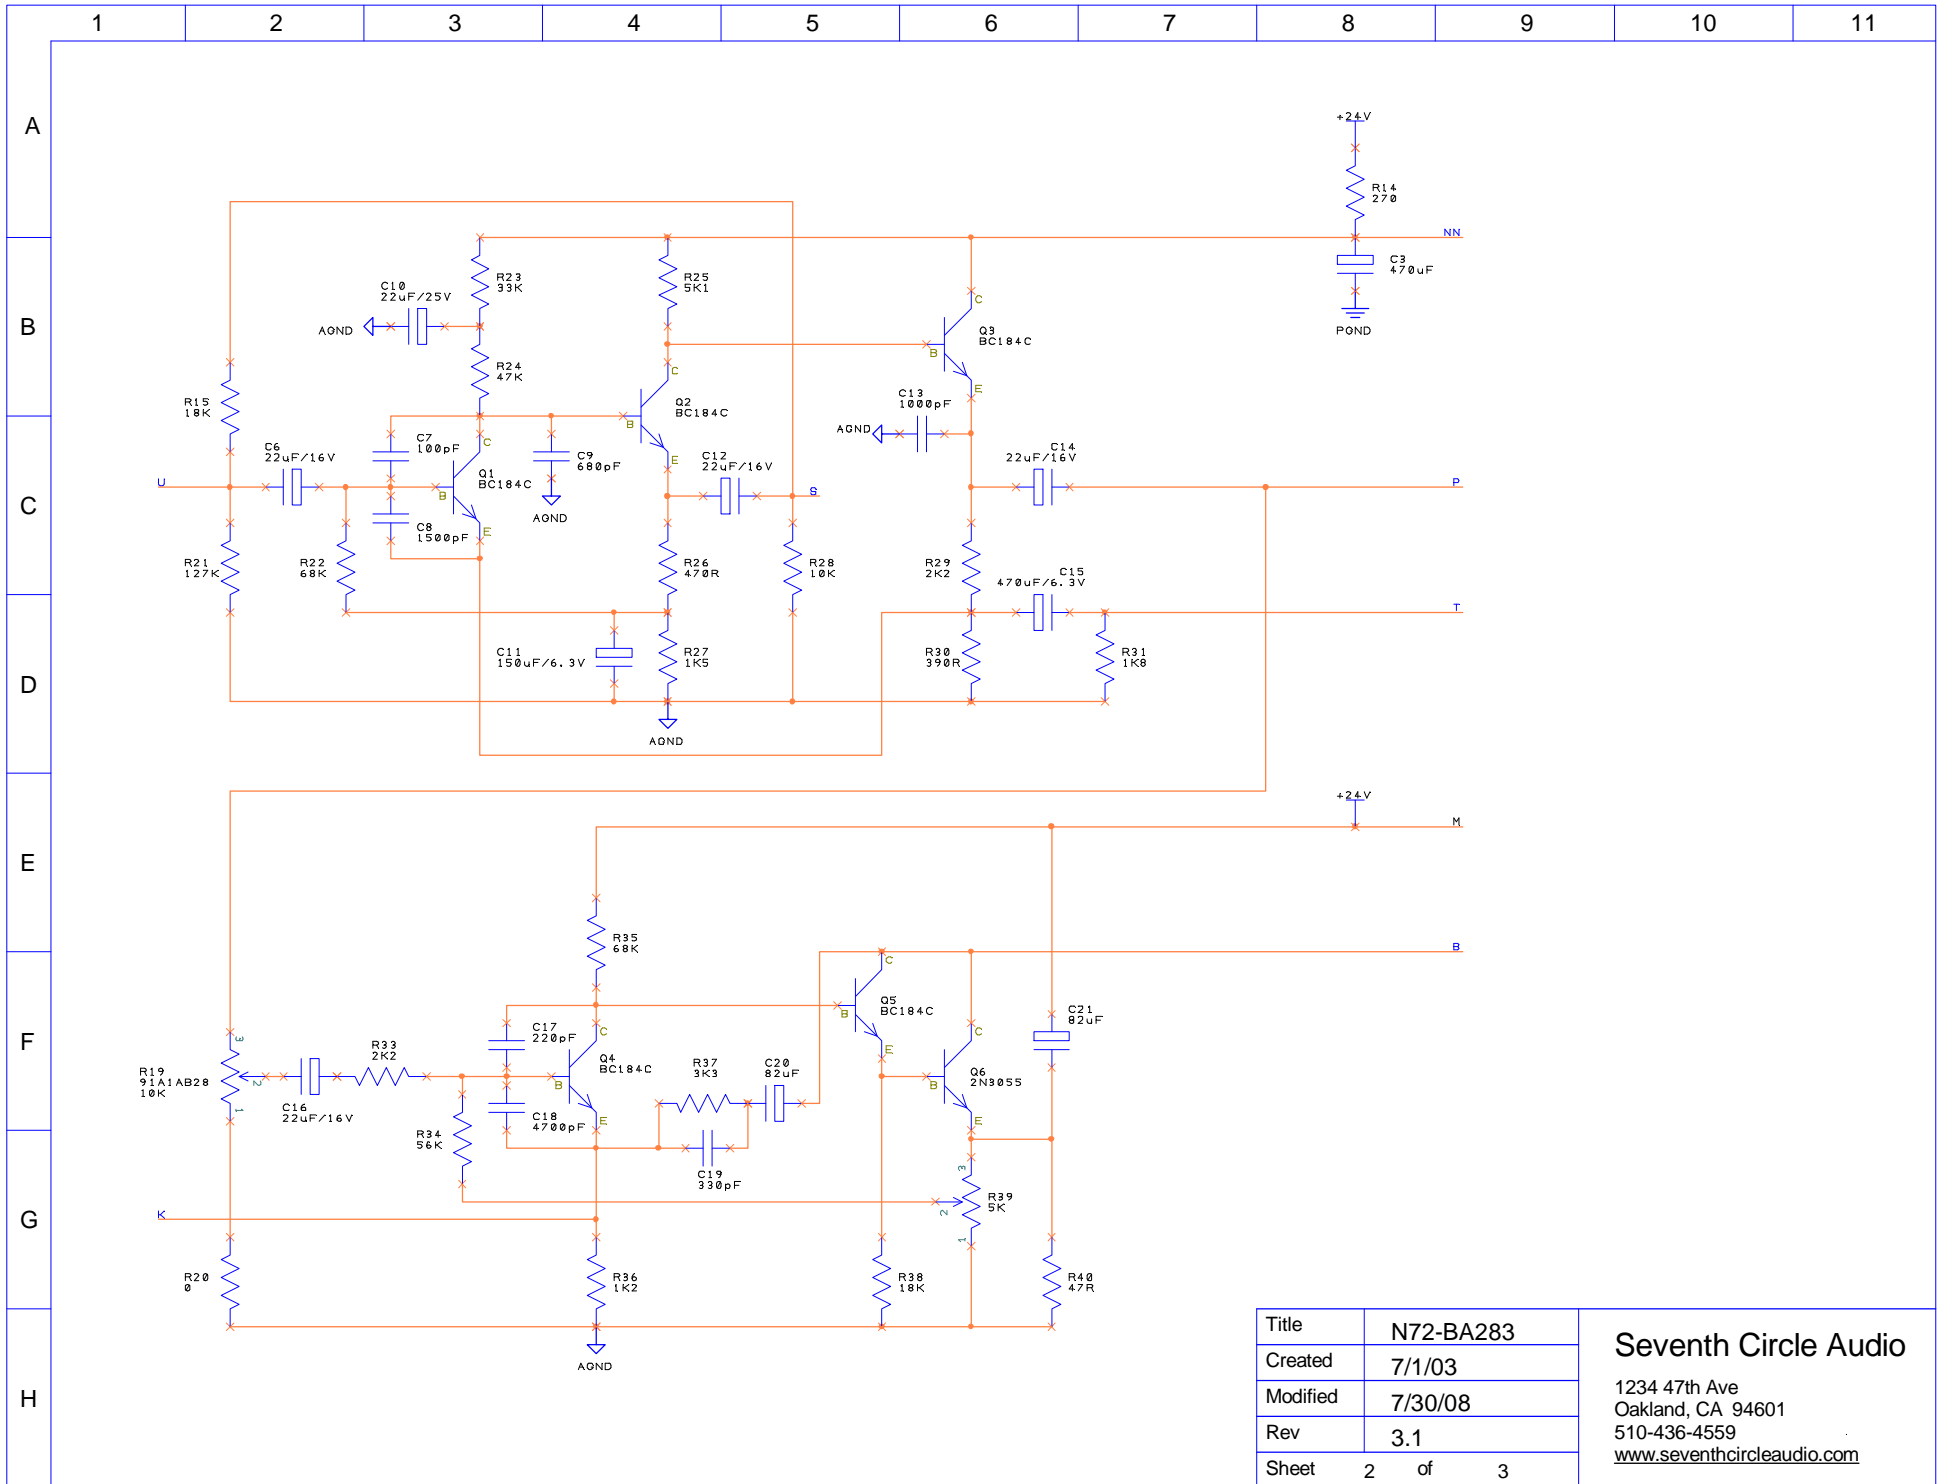 1 2 3 4 5 6 7 8 9 10 11
A
B
C
D
E
F
G
H
+24V
R14
270
NN
C3
470uF
PGND
R23
33K
R25
5K1
C10
22uF/25V
AGND
R24
47K
C
Q3
BC184C
B
E
R15
18K
C
Q2
BC184C
B
E
C13
1000pF
AGND
C6
22uF/16V
C7
100pF
C
Q1
BC184C
B
E
C9
680pF
AGND
C12
22uF/16V
C14
22uF/16V
U
S
P
C8
1500pF
R21
127K
R22
68K
R26
470R
R28
10K
R29
2K2
C15
470uF/6.3V
T
C11
150uF/6.3V
R27
1K5
R30
390R
R31
1K8
AGND
+24V
M
R35
68K
B
C
Q5
BC184C
B
E
C21
82uF
C17
220pF
C
Q4
BC184C
B
E
R33
2K2
R37
3K3
C20
82uF
C
Q6
2N3055
B
E
3
R19
91A1AB28
10K
2
1
C16
22uF/16V
C18
4700pF
R34
56K
C19
330pF
3
R39
5K
2
1
K
R20
0
R36
1K2
R38
18K
R40
47R
AGND
Title N72-BA283
Created 7/1/03
Modified 7/30/08
Rev 3.1
Sheet 2 of 3
Seventh Circle Audio
1234 47th Ave
Oakland, CA 94601
510-436-4559
www.seventhcircleaudio.com